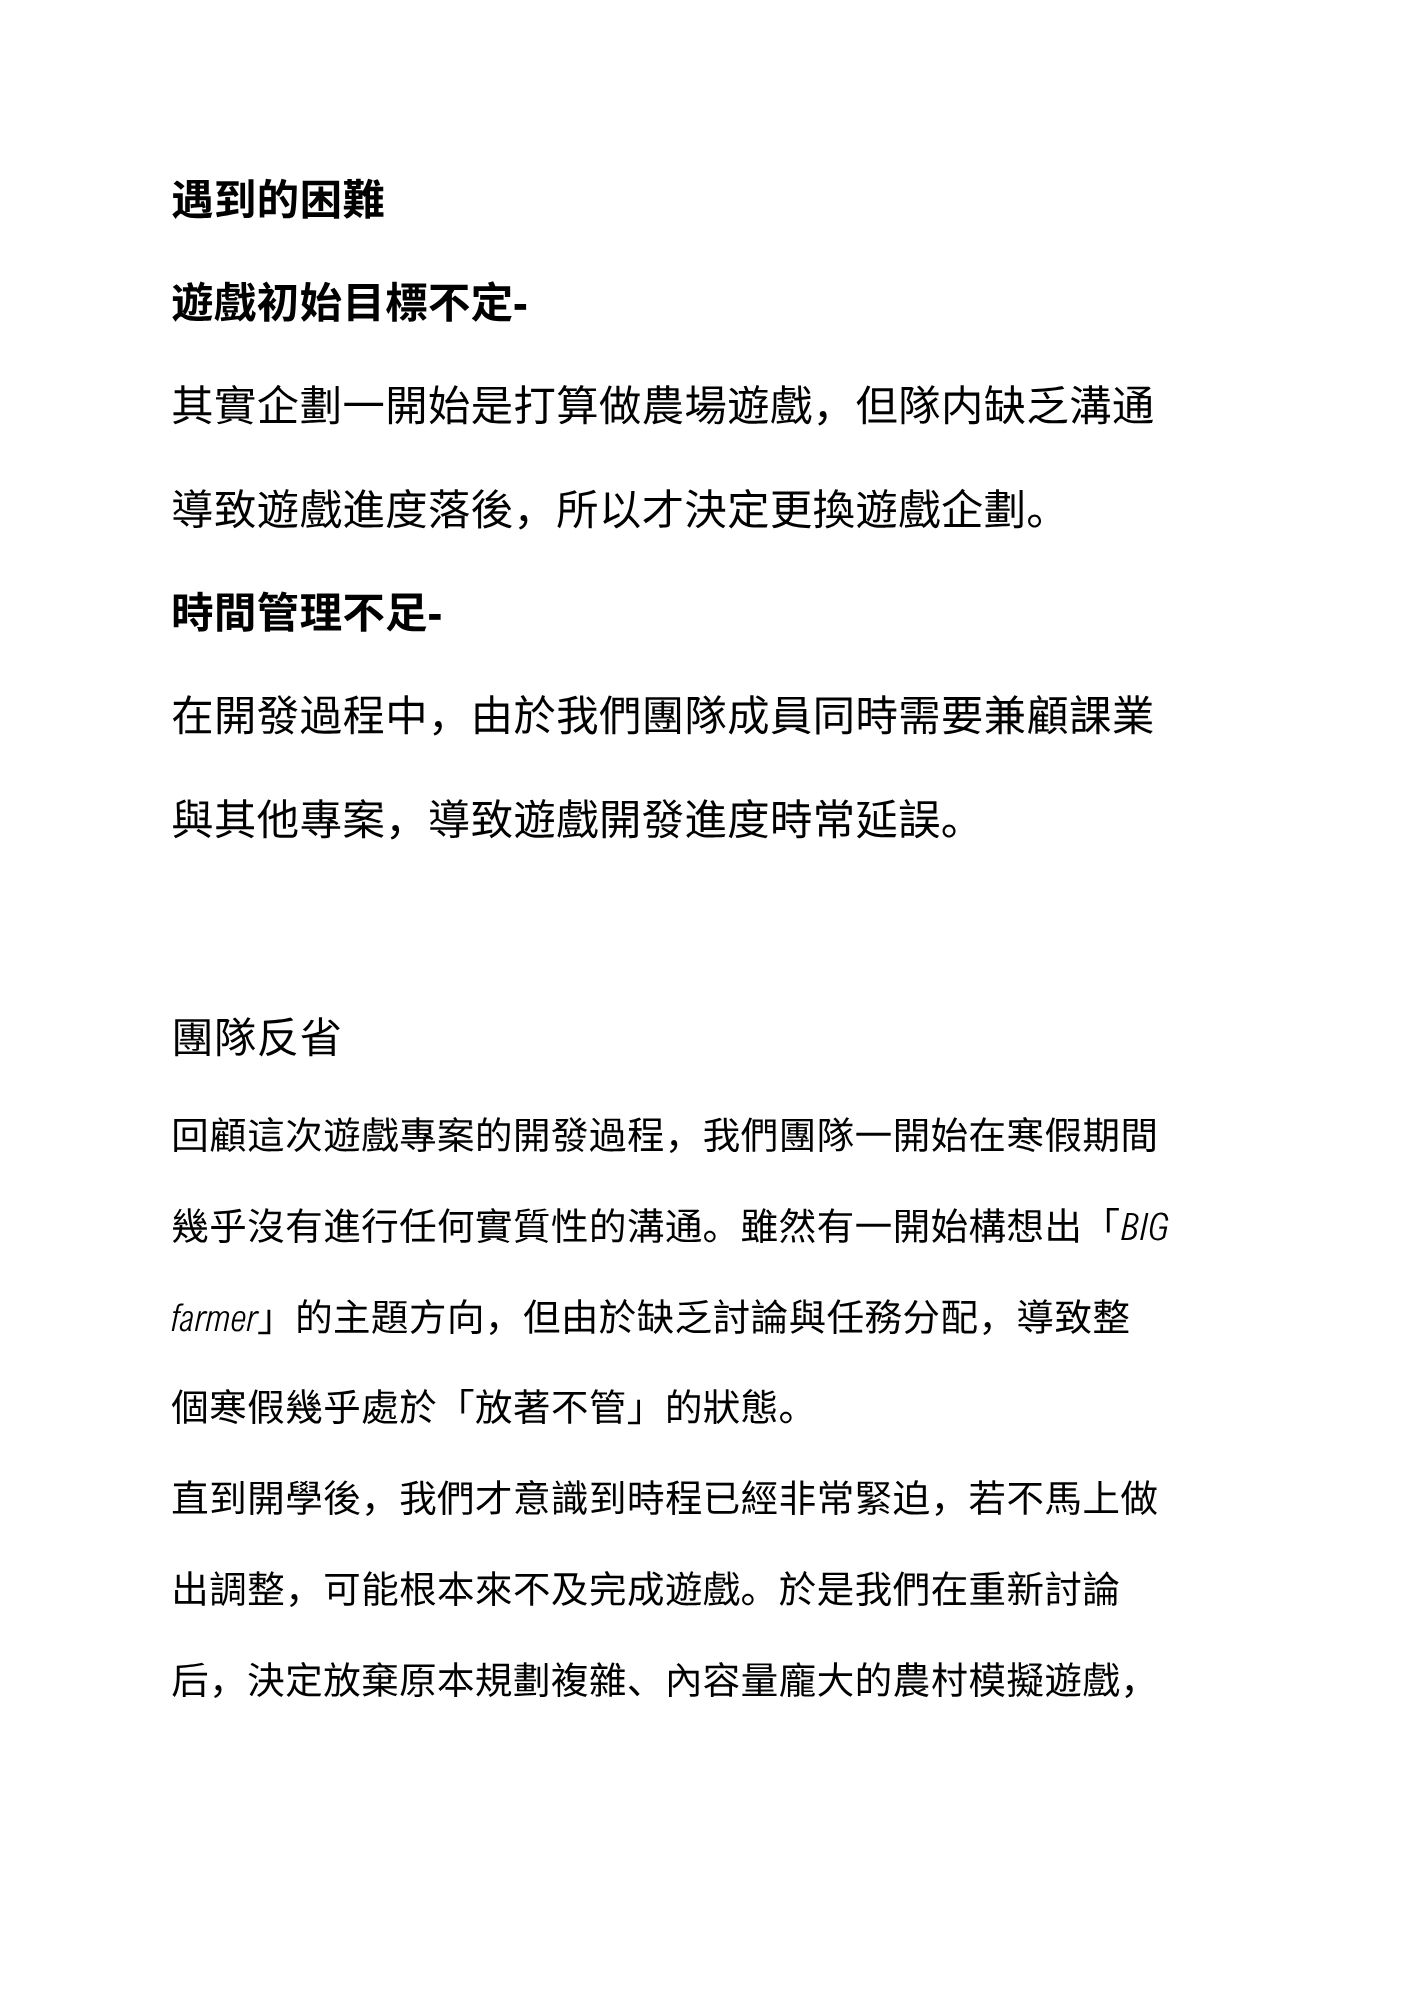 遇到的困難
遊戲初始目標不定-
其實企劃一開始是打算做農場遊戲，但隊内缺乏溝通
導致遊戲進度落後，所以才決定更換遊戲企劃。
時間管理不足-
在開發過程中，由於我們團隊成員同時需要兼顧課業
與其他專案，導致遊戲開發進度時常延誤。
團隊反省
回顧這次遊戲專案的開發過程，我們團隊一開始在寒假期間
幾乎沒有進行任何實質性的溝通。雖然有一開始構想出「BIG
farmer」的主題方向，但由於缺乏討論與任務分配，導致整
個寒假幾乎處於「放著不管」的狀態。
直到開學後，我們才意識到時程已經非常緊迫，若不馬上做
出調整，可能根本來不及完成遊戲。於是我們在重新討論
后，決定放棄原本規劃複雜、內容量龐大的農村模擬遊戲，